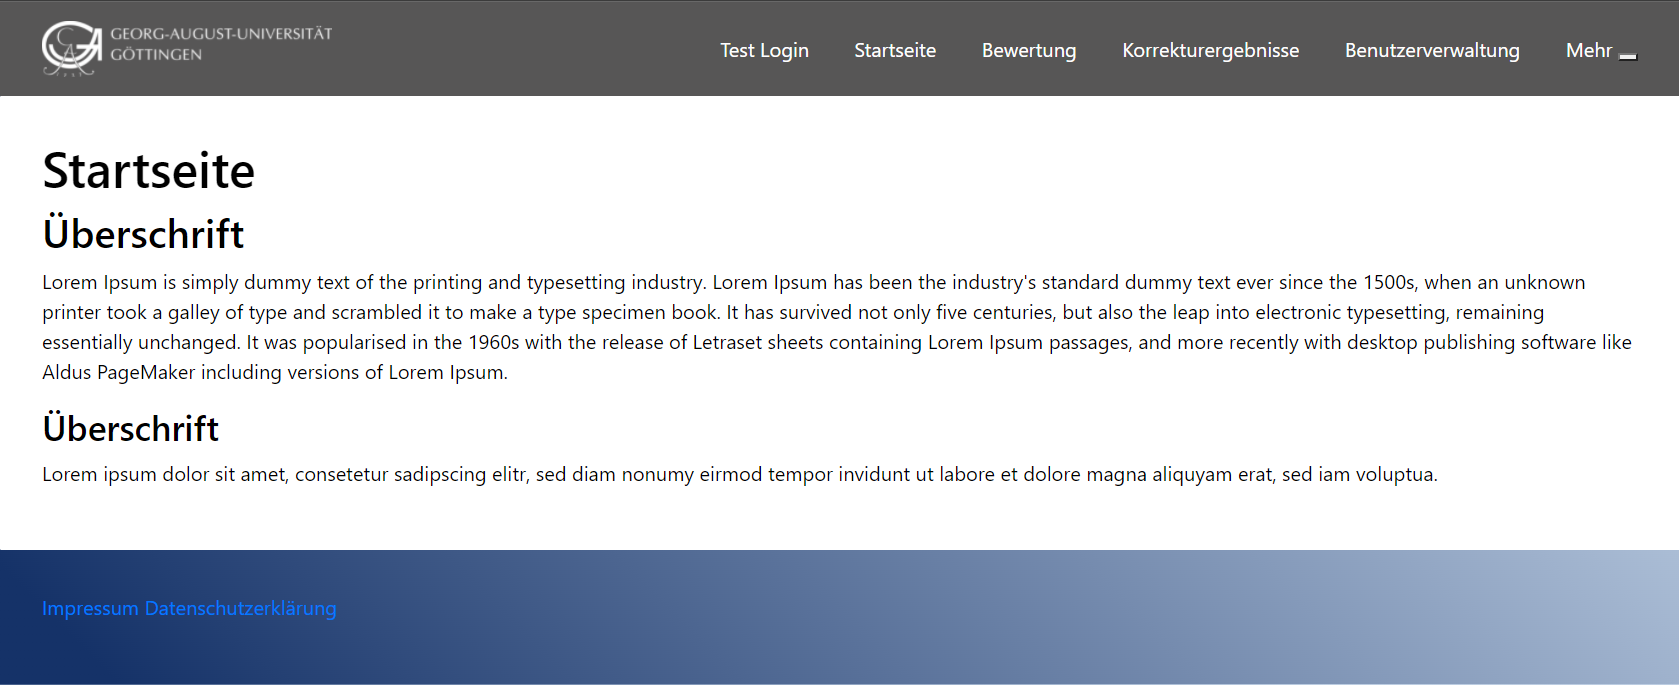 GEORG-AUGUST-UNIVERSITÄT
GÖTTINGEN
Test Login Startseite Bewertung Korrekturergebnisse Benutzerverwaltung Mehr
Startseite
Überschrift
Lorem Ipsum is simply dummy text of the printing and typesetting industry. Lorem Ipsum has been the industry's standard dummy text ever since the 1500s, when an unknown
printer took a galley of type and scrambled it to make a type specimen book. It has survived not only five centuries, but also the leap into electronic typesetting, remaining
essentially unchanged. It was popularised in the 1960s with the release of Letraset sheets containing Lorem Ipsum passages, and more recently with desktop publishing software like
Aldus PageMaker including versions of Lorem Ipsum.
Überschrift
Lorem ipsum dolor sit amet, consetetur sadipscing elitr, sed diam nonumy eirmod tempor invidunt ut labore et dolore magna aliquyam erat, sed iam voluptua.
Impressum Datenschutzerklärung